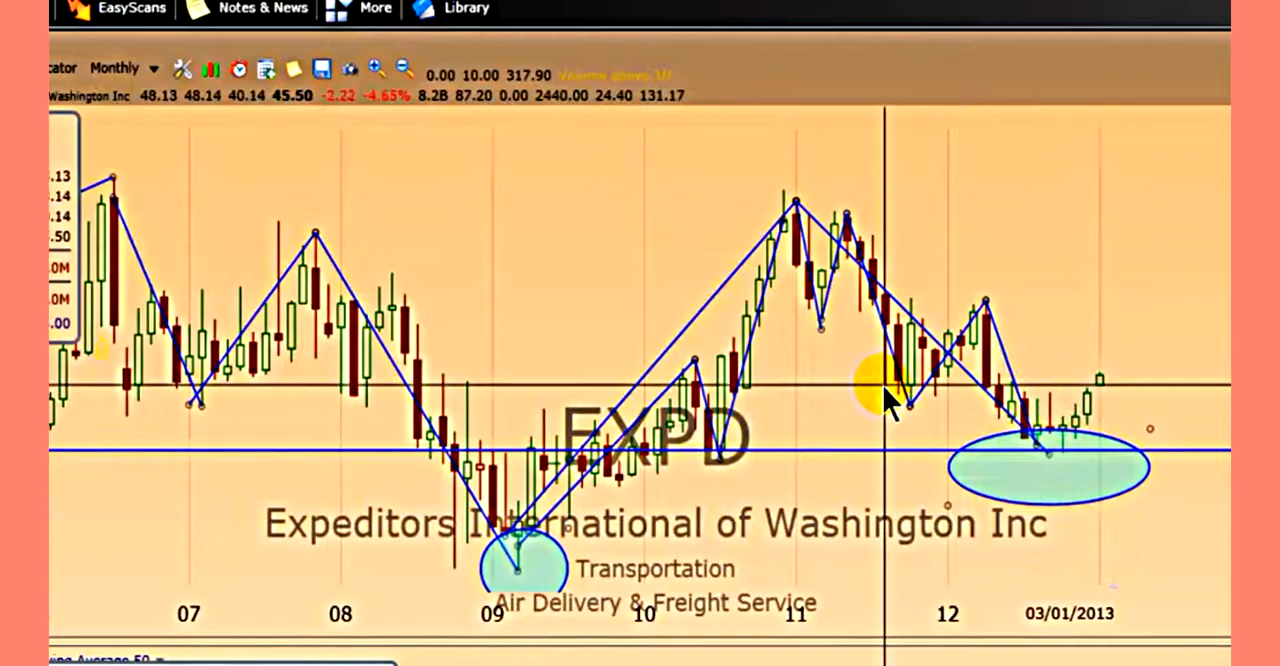 EasyScans Notes & News More Library
cator Monthly 0.00 10.00 317.90
Washington Inc 48.13 48.14 40.14 45.50 -2.22 -4.65% 8.2B 87.20 0.00 2440.00 24.40 131.17
.13
.14
.14
.50
0M
0M
.00
EXPD
Expeditors International of Washington Inc
Transportation
Air Delivery & Freight Service
07 08 09 10 11 12 03/01/2013